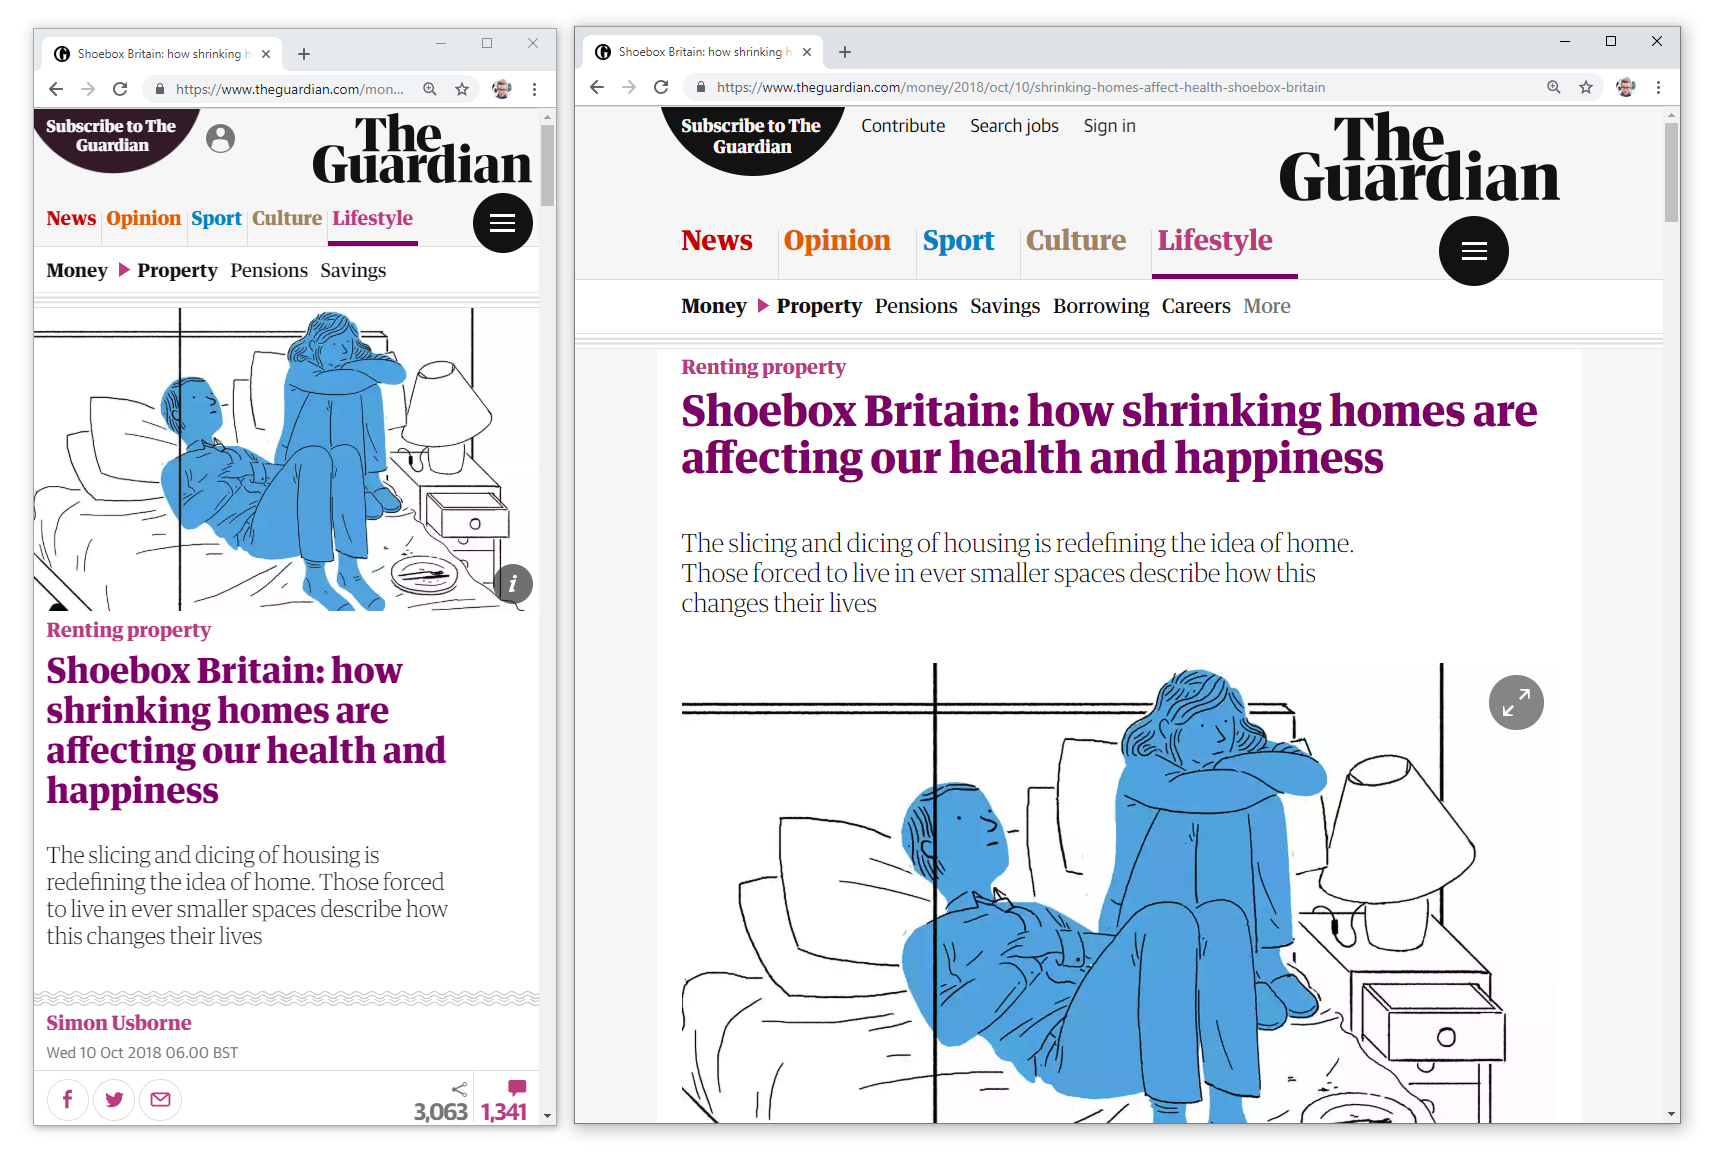 Shoebox Britain: how shrinking h
https://www.theguardian.com/mon...
Subscribe to The
Guardian
The
Guardian
News Opinion Sport Culture Lifestyle
Money Property Pensions Savings
i
Renting property
Shoebox Britain: how
shrinking homes are
affecting our health and
happiness
The slicing and dicing of housing is
redefining the idea of home. Those forced
to live in ever smaller spaces describe how
this changes their lives
Simon Usborne
Wed 10 Oct 2018 06.00 BST
3,063 1,341
Shoebox Britain: how shrinking h
https://www.theguardian.com/money/2018/oct/10/shrinking-homes-affect-health-shoebox-britain
Subscribe to The
Guardian
Contribute Search jobs Sign in
The
Guardian
News Opinion Sport Culture Lifestyle
Money Property Pensions Savings Borrowing Careers More
Renting property
Shoebox Britain: how shrinking homes are
affecting our health and happiness
The slicing and dicing of housing is redefining the idea of home.
Those forced to live in ever smaller spaces describe how this
changes their lives